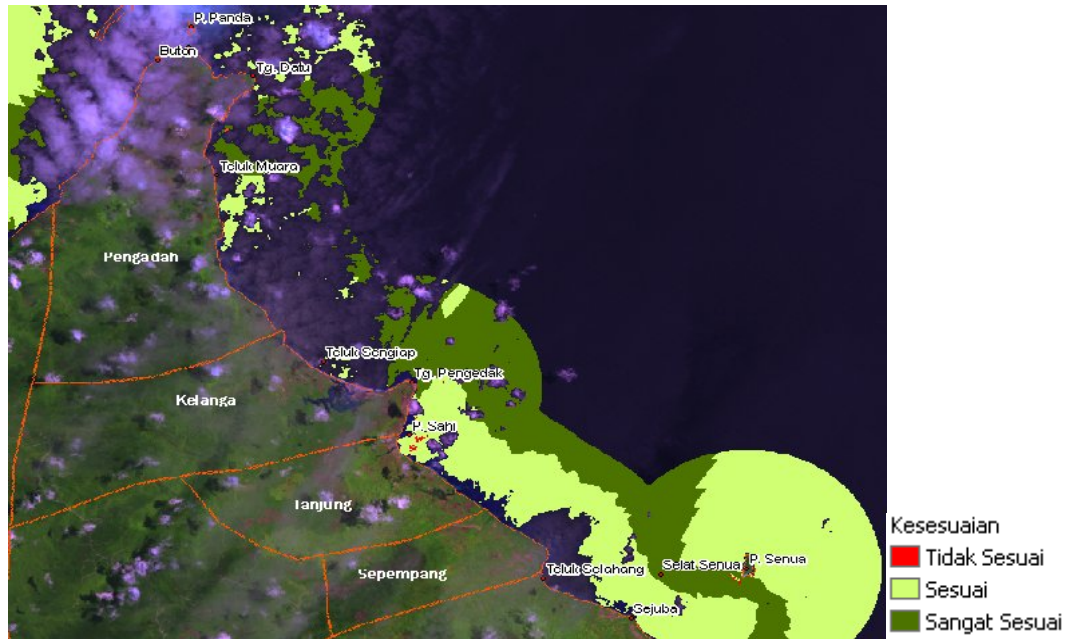 P. Panda
Buton
Tg. Datu
Teluk Muara
Pengadah
Teluk Sengiap
Tg. Pengedak
Kelanga
P. Sahi
Tanjung
Sepempang
Teluk Selahang
Selat Senua
P. Senua
Sejuba
Kesesuaian
Tidak Sesuai
Sesuai
Sangat Sesuai